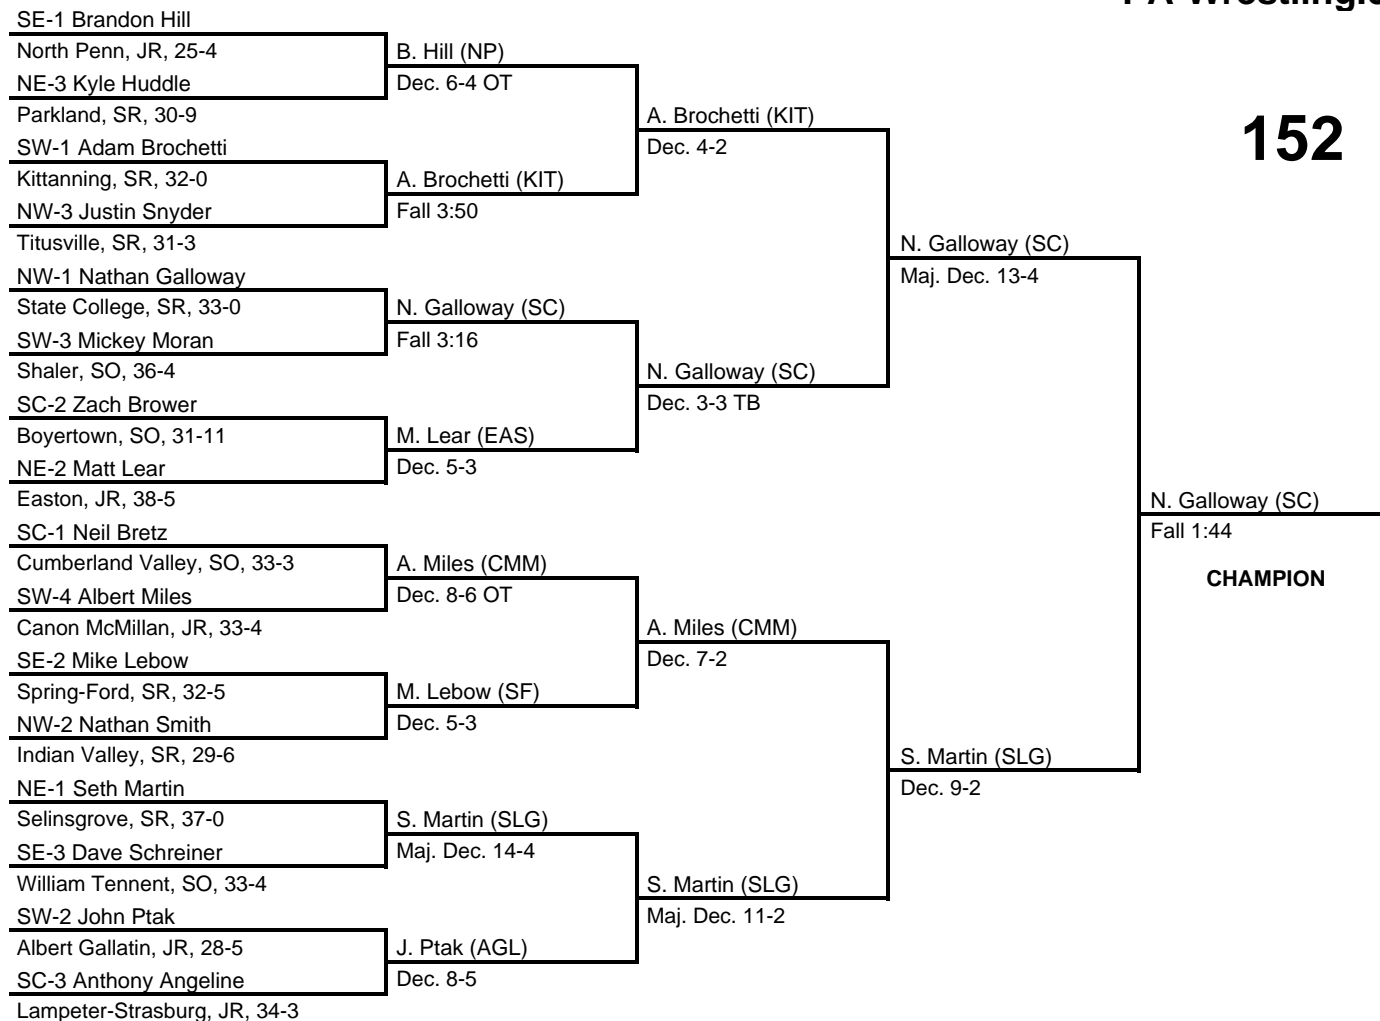 SE-1 Brandon Hill
North Penn, JR, 25-4
NE-3 Kyle Huddle
Parkland, SR, 30-9
SW-1 Adam Brochetti
Kittanning, SR, 32-0
NW-3 Justin Snyder
Titusville, SR, 31-3
NW-1 Nathan Galloway
State College, SR, 33-0
SW-3 Mickey Moran
Shaler, SO, 36-4
SC-2 Zach Brower
Boyertown, SO, 31-11
NE-2 Matt Lear
Easton, JR, 38-5
SC-1 Neil Bretz
Cumberland Valley, SO, 33-3
SW-4 Albert Miles
Canon McMillan, JR, 33-4
SE-2 Mike Lebow
Spring-Ford, SR, 32-5
NW-2 Nathan Smith
Indian Valley, SR, 29-6
NE-1 Seth Martin
Selinsgrove, SR, 37-0
SE-3 Dave Schreiner
William Tennent, SO, 33-4
SW-2 John Ptak
Albert Gallatin, JR, 28-5
SC-3 Anthony Angeline
Lampeter-Strasburg, JR, 34-3
B. Hill (NP)
Dec. 6-4 OT
A. Brochetti (KIT)
Fall 3:50
N. Galloway (SC)
Fall 3:16
M. Lear (EAS)
Dec. 5-3
A. Miles (CMM)
Dec. 8-6 OT
M. Lebow (SF)
Dec. 5-3
S. Martin (SLG)
Maj. Dec. 14-4
J. Ptak (AGL)
Dec. 8-5
A. Brochetti (KIT)
Dec. 4-2
N. Galloway (SC)
Dec. 3-3 TB
A. Miles (CMM)
Dec. 7-2
S. Martin (SLG)
Maj. Dec. 11-2
N. Galloway (SC)
Maj. Dec. 13-4
S. Martin (SLG)
Dec. 9-2
152
N. Galloway (SC)
Fall 1:44
CHAMPION